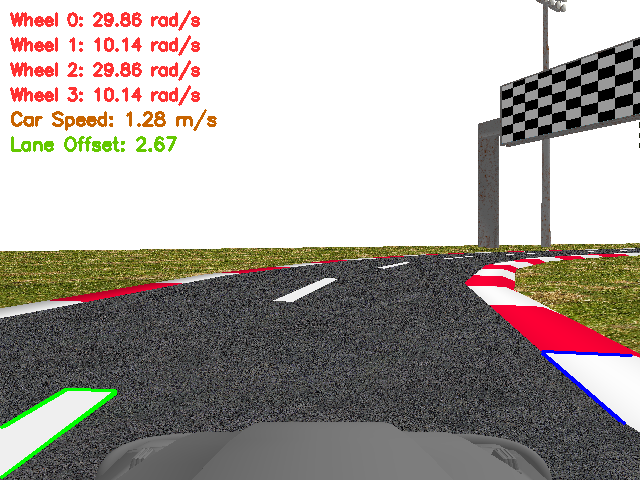 Wheel 0: 29.86 rad/s
Wheel 1: 10.14 rad/s
Wheel 2: 29.86 rad/s
Wheel 3: 10.14 rad/s
Car Speed: 1.28 m/s
Lane Offset: 2.67